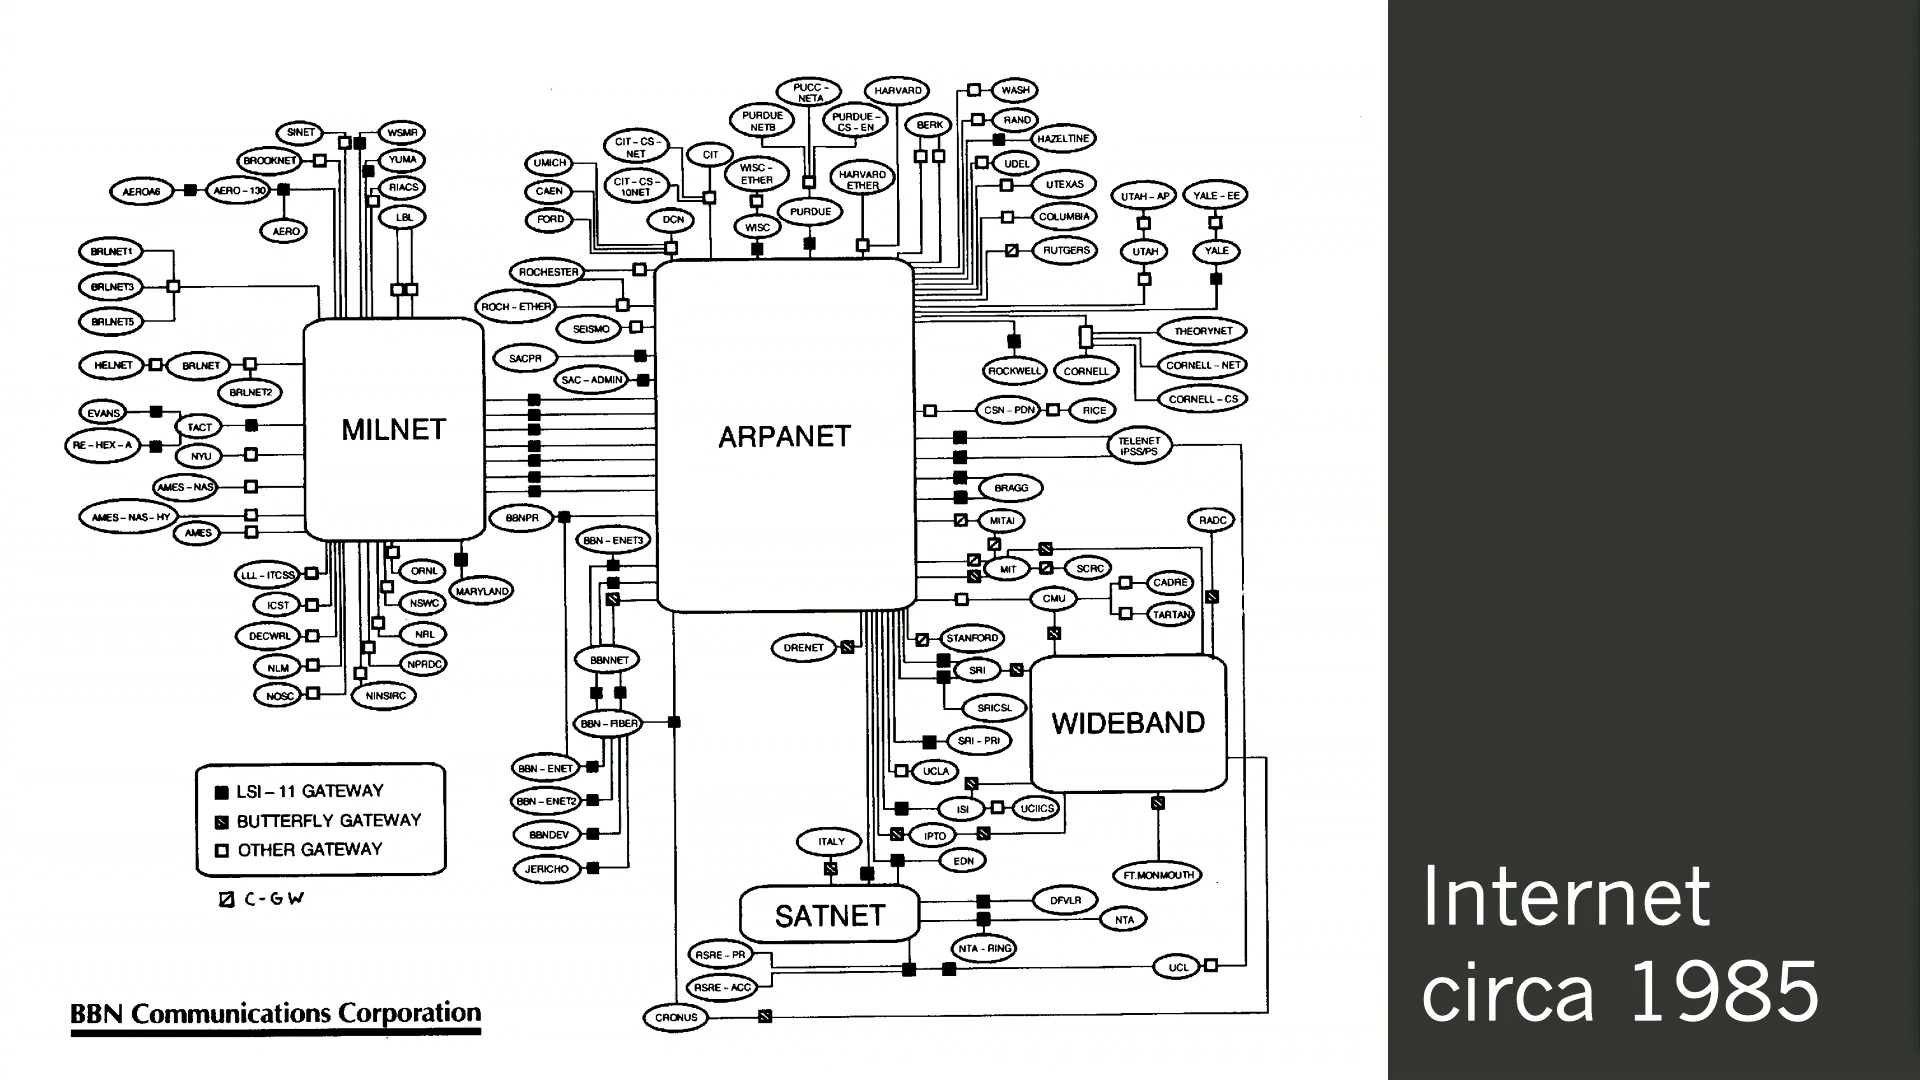 PUCC-
NETA
HARVARD
WASH
PURDUE
NETB
PURDUE-
CS-EN
BERK
RAND
SINET
WSMR
HAZELTINE
CIT-CS-
NET
CIT
BROOKNET
YUMA
UMICH
UDEL
WISC-
ETHER
HARVARD
ETHER
AEROA6
AERO-130
RIACS
CAEN
CIT-CS-
10NET
UTEXAS
UTAH-AP
YALE-EE
LBL
FORD
DCN
WISC
PURDUE
COLUMBIA
AERO
BRLNET1
RUTGERS
UTAH
YALE
ROCHESTER
BRLNET3
ROCH-ETHER
BRLNET5
SEISMO
THEORYNET
SACPR
HELNET
BRLNET
ROCKWELL
CORNELL
CORNELL-NET
SAC-ADMIN
BRLNET2
CORNELL-CS
EVANS
CSN-PDN
RICE
TACT
MILNET
ARPANET
RE-HEX-A
TELENET
IPSS/PS
NYU
AMES-NAS
BRAGG
AMES-NAS-HY
BBNPR
MITAI
RADC
AMES
BBN-ENET3
LLL-ITCSS
ORNL
MIT
SCRC
MARYLAND
CADRE
ICST
NSWC
CMU
TARTAN
DECWRL
NRL
DRENET
STANFORD
NLM
NPRDC
BBNNET
SRI
NOSC
NINSIRC
SRICSL
BBN-FIBER
WIDEBAND
SRI-PRI
BBN-ENET
UCLA
LSI-11 GATEWAY
BBN-ENET2
ISI
UCIICS
BUTTERFLY GATEWAY
BBNDEV
IPTO
OTHER GATEWAY
ITALY
JERICHO
EDN
FT.MONMOUTH
C-GW
SATNET
DFVLR
NTA
NTA-RING
RSRE-PR
UCL
RSRE-ACC
CRONUS
BBN Communications Corporation
Internet
circa 1985